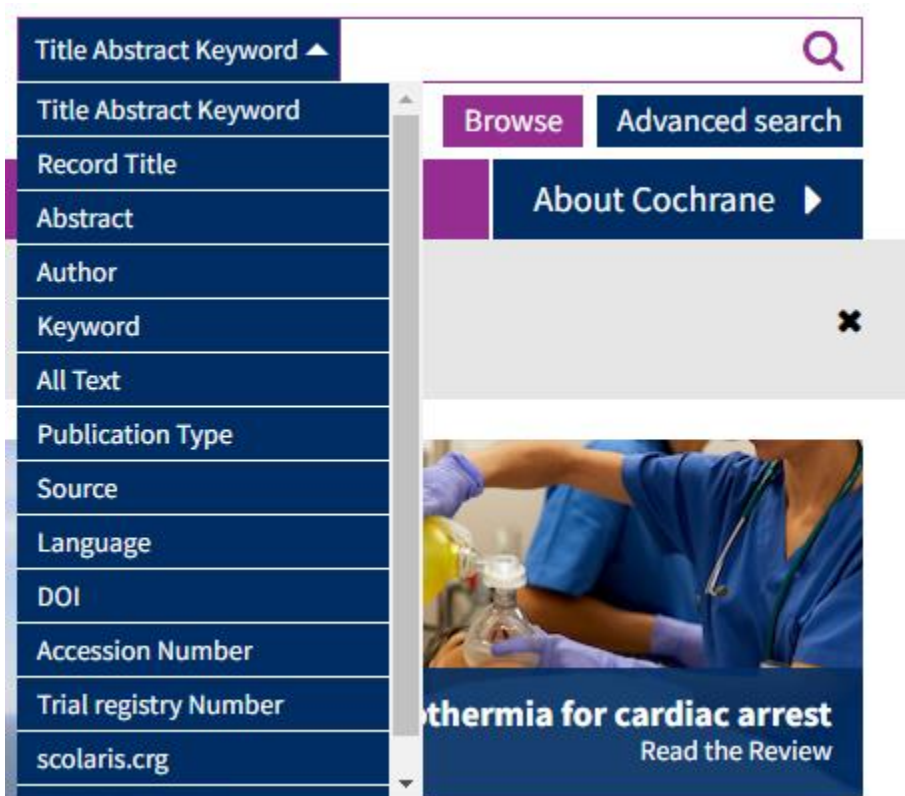 Title Abstract Keyword
Title Abstract Keyword
Browse Advanced search
Record Title
About Cochrane
Abstract
Author
Keyword
All Text
Publication Type
Source
Language
DOI
Accession Number
Trial registry Number
othermia for cardiac arrest
Read the Review
scolaris.crg